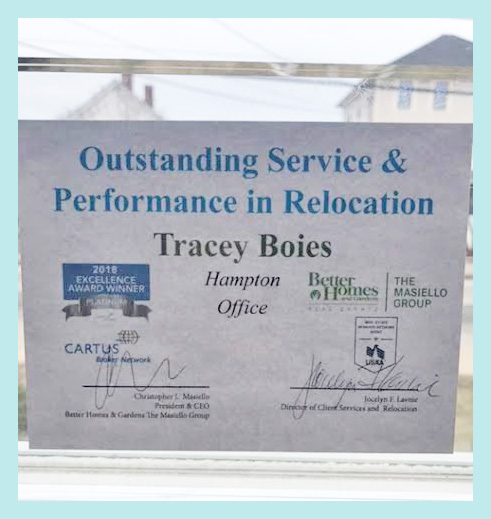 Outstanding Service &
Performance in Relocation
Tracey Boies
Hampton
Office
2018
EXCELLENCE
AWARD WINNER
PLATINUM
CARTUS
Broker Network
Better
Homes
and Gardens
REAL ESTATE
THE
MASIELLO
GROUP
Christopher J. Masiello
President & CEO
Better Homes & Gardens The Masiello Group
Jocelyn F. Lavoie
Director of Client Services and Relocation